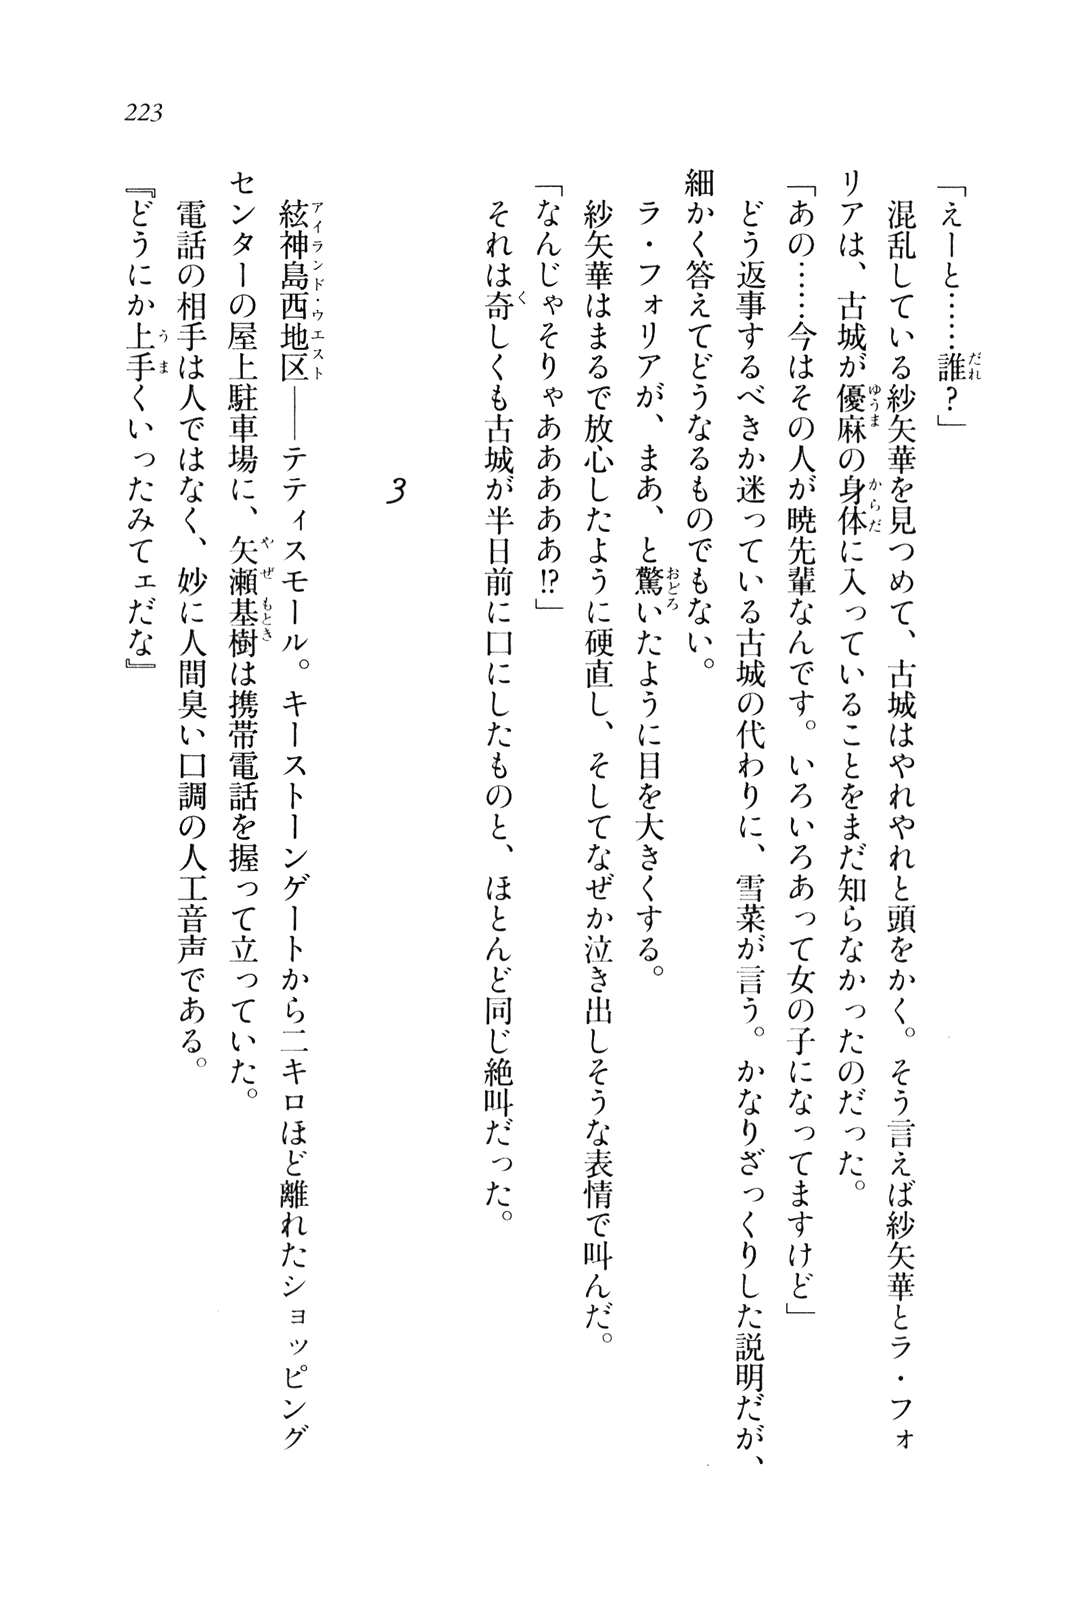 223
「えーと……誰？」
　混乱している紗矢華を見つめて、古城はやれやれと頭をかく。そう言えば紗矢華とラ・フォ
リアは、古城が優麻の身体に入っていることをまだ知らなかったのだった。
「あの……今はその人が暁先輩なんです。いろいろあって女の子になってますけど」
　どう返事するべきか迷っている古城の代わりに、雪菜が言う。かなりざっくりした説明だが、
細かく答えてどうなるものでもない。
　ラ・フォリアが、まあ、と驚いたように目を大きくする。
　紗矢華はまるで放心したように硬直し、そしてなぜか泣き出しそうな表情で叫んだ。
「なんじゃそりゃああああぁ!?」
　それは奇しくも古城が半日前に口にしたものと、ほとんど同じ絶叫だった。
3
　絃神島西地区――テティスモール。キーストーンゲートから二キロほど離れたショッピング
センターの屋上駐車場に、矢瀬基樹は携帯電話を握って立っていた。
　電話の相手は人ではなく、妙に人間臭い口調の人工音声である。
『どうにか上手くいったみてェだな』